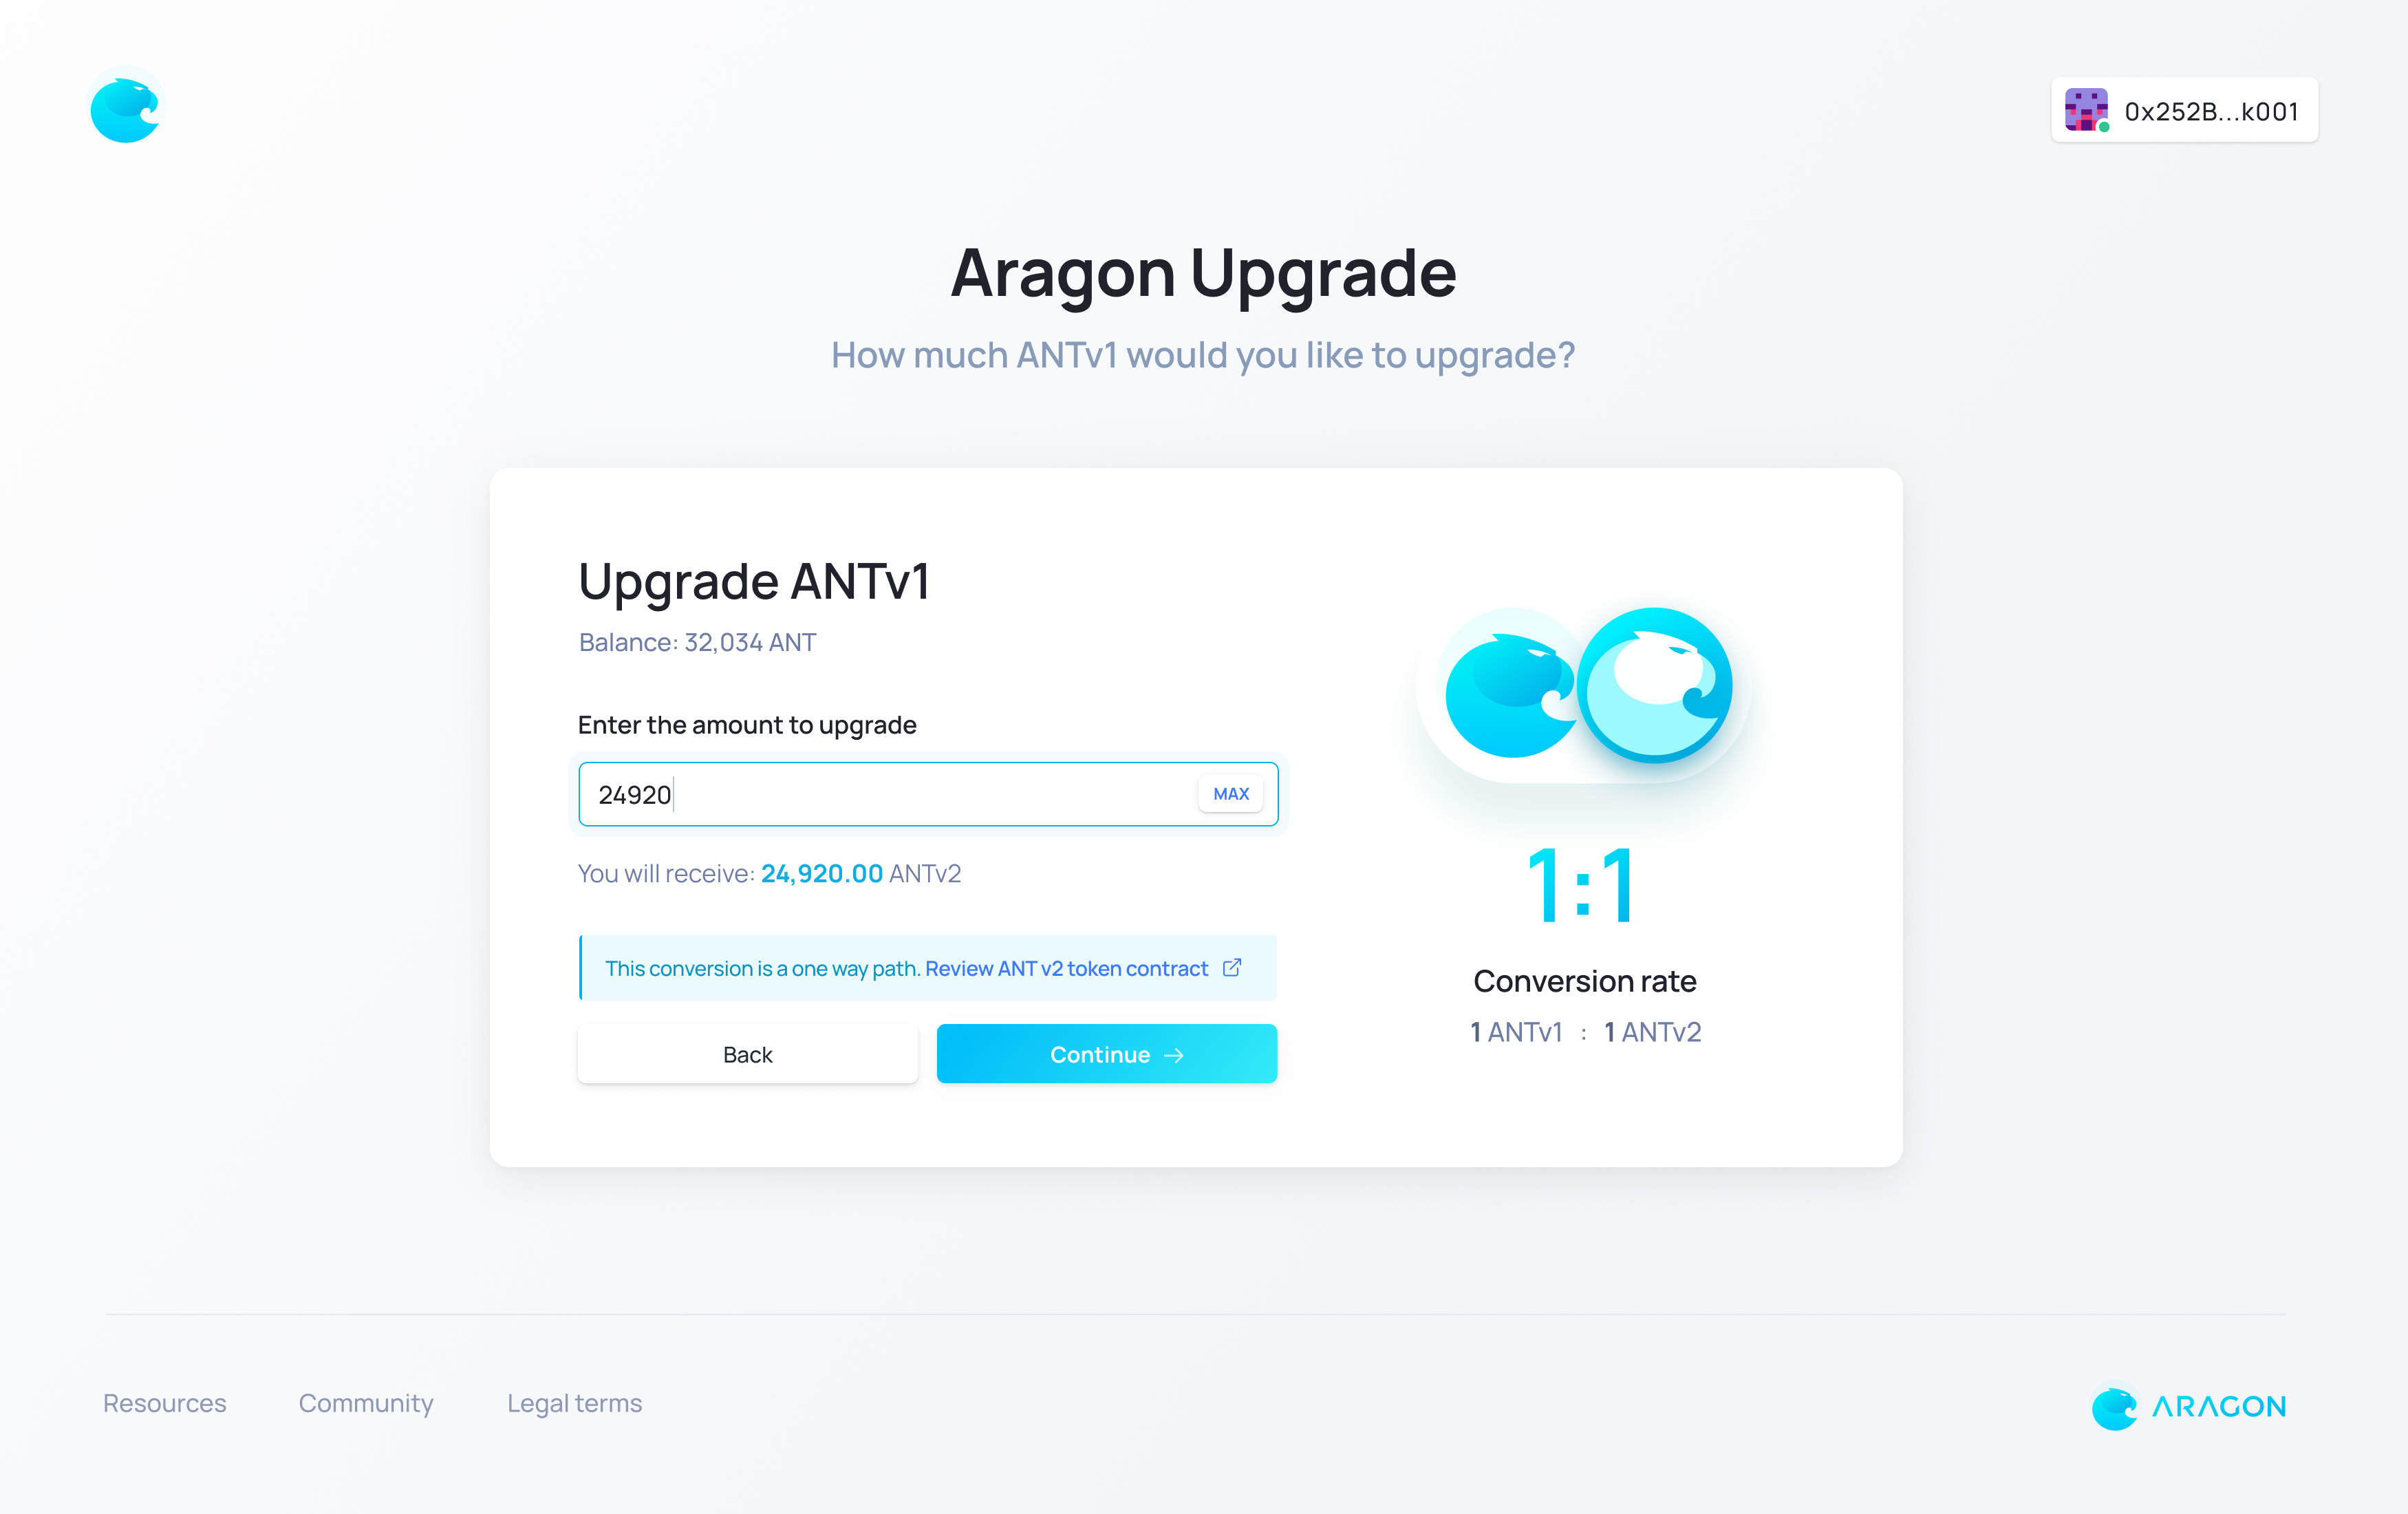 0x252B...k001
Aragon Upgrade
How much ANTv1 would you like to upgrade?
Upgrade ANTv1
Balance: 32,034 ANT
Enter the amount to upgrade
24920
MAX
You will receive: 24,920.00 ANTv2
This conversion is a one way path. Review ANT v2 token contract
Back
Continue →
1:1
Conversion rate
1 ANTv1 : 1 ANTv2
Resources
Community
Legal terms
ARAGON